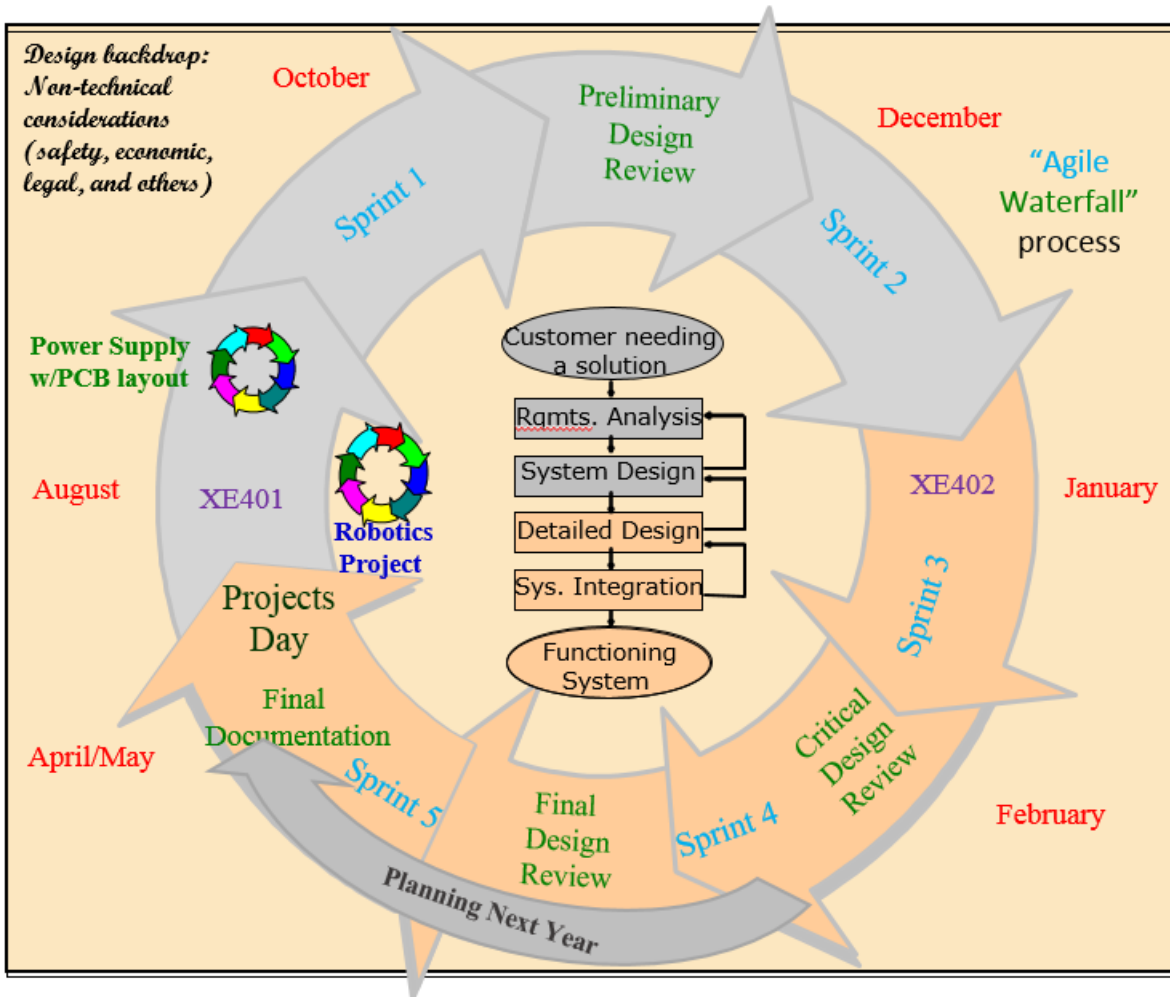 Design backdrop:
Non-technical
considerations
(safety, economic,
legal, and others)
October
Preliminary
Design
Review
December
"Agile
Waterfall"
process
Sprint 1
Sprint 2
Power Supply
w/PCB layout
Customer needing
a solution
Rqmts. Analysis
System Design
Detailed Design
Sys. Integration
Functioning
System
August
XE401
Robotics
Project
XE402
January
Sprint 3
Projects
Day
Final
Documentation
April/May
Sprint 5
Final
Design
Review
Sprint 4
Critical
Design
Review
February
Planning Next Year